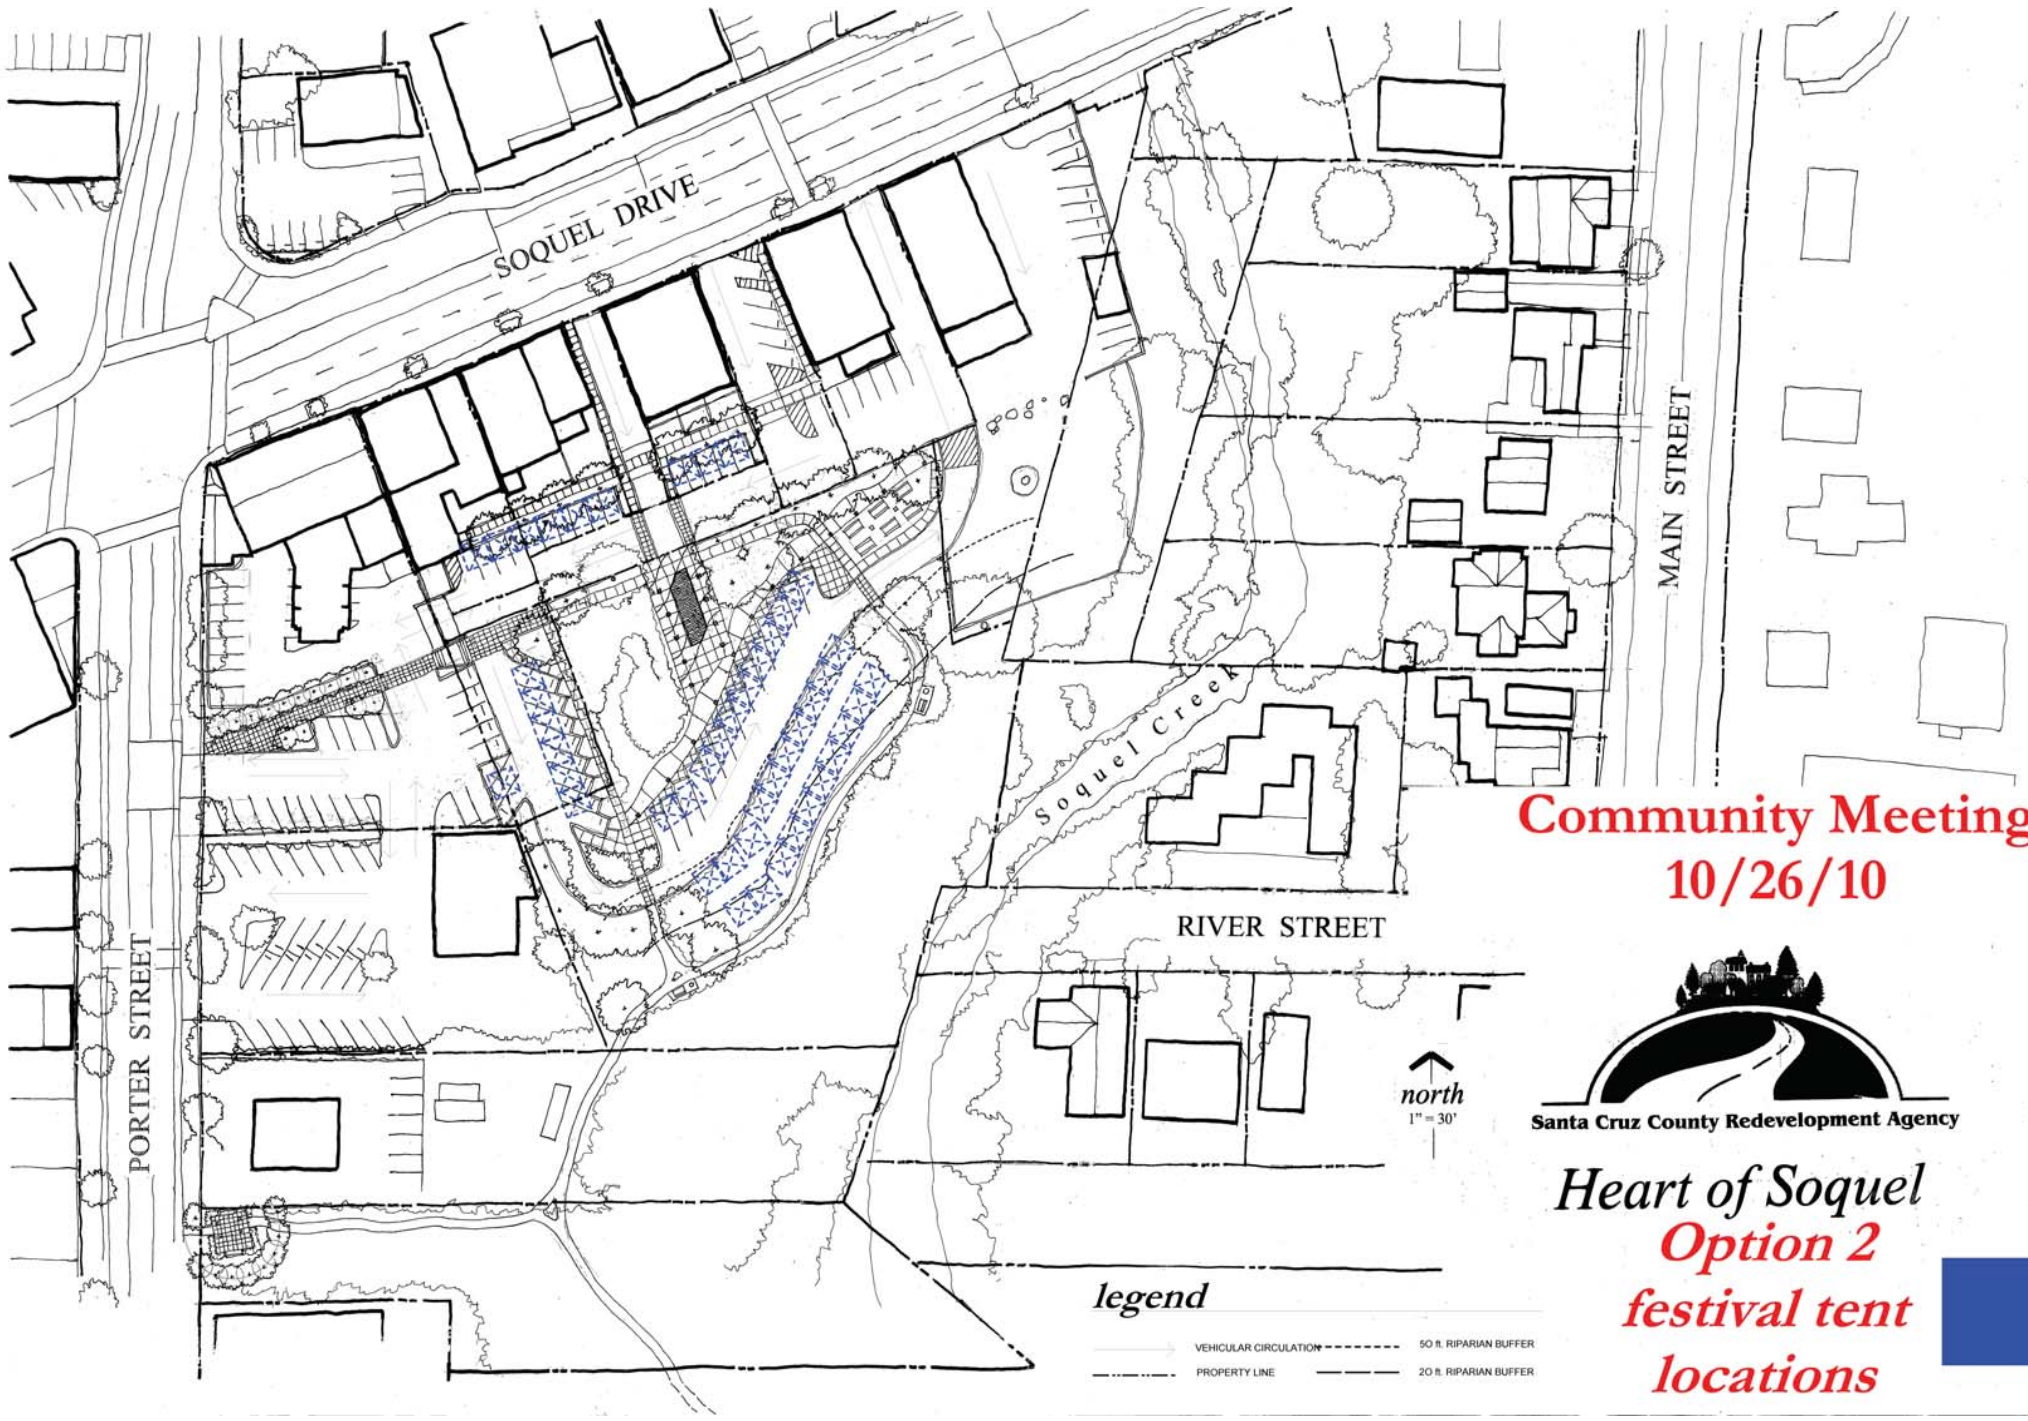 SOQUEL DRIVE
MAIN STREET
Soquel Creek
Community Meeting
10/26/10
RIVER STREET
PORTER STREET
north
1" = 30'
Santa Cruz County Redevelopment Agency
Heart of Soquel
Option 2
festival tent
locations
legend
VEHICULAR CIRCULATION
50 ft. RIPARIAN BUFFER
PROPERTY LINE
20 ft. RIPARIAN BUFFER